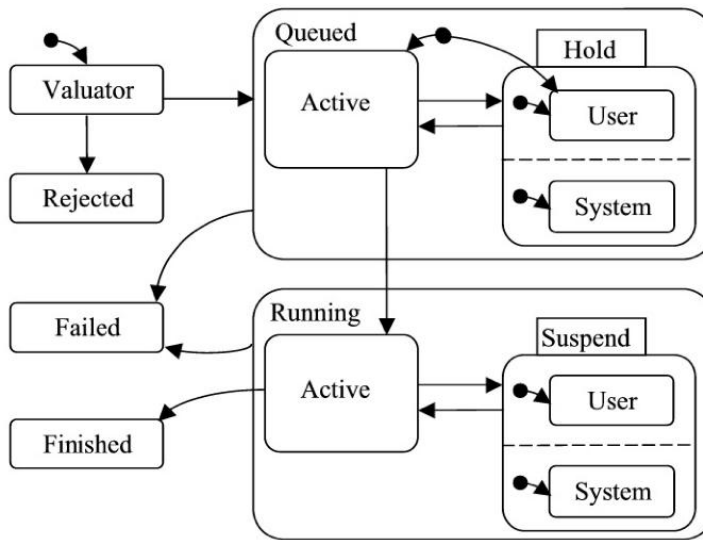 Queued
Hold
Valuator
Active
User
Rejected
System
Running
Failed
Suspend
Active
User
Finished
System